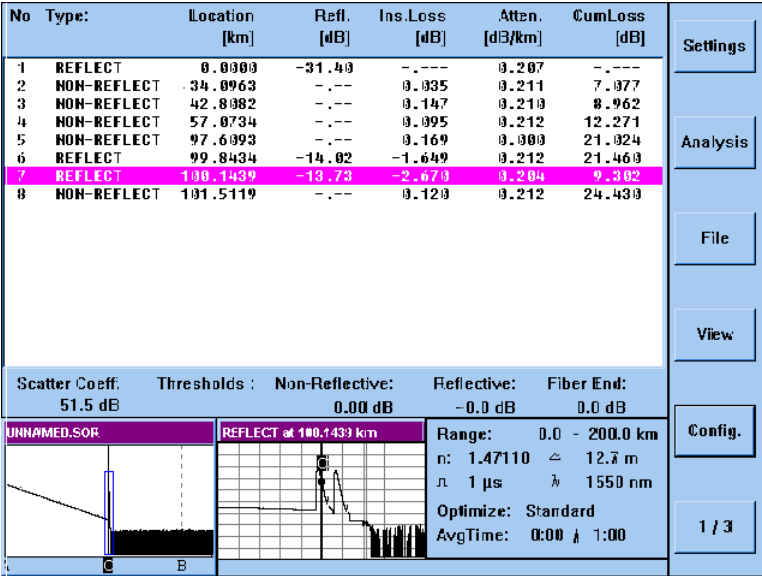 No Type: Location Refl. Ins.Loss Atten. CumLoss
[km] [dB] [dB] [dB/km] [dB]
1 REFLECT 0.0000 -31.40 -.--- 0.207 -.---
2 NON-REFLECT 34.0963 -.-- 0.035 0.211 7.077
3 NON-REFLECT 42.8082 -.-- 0.147 0.210 8.962
4 NON-REFLECT 57.0734 -.-- 0.095 0.212 12.271
5 NON-REFLECT 97.6093 -.-- 0.169 0.000 21.024
6 REFLECT 99.8434 -14.02 -1.649 0.212 21.460
7 REFLECT 100.1439 -13.73 -2.670 0.204 9.302
8 NON-REFLECT 101.5119 -.-- 0.120 0.212 24.430
Scatter Coeff. Thresholds : Non-Reflective: Reflective: Fiber End:
51.5 dB 0.00 dB -0.0 dB 0.0 dB
UNNAMED.SOR
B
C
REFLECT at 100.1439 km
C
Range: 0.0 - 200.0 km
n: 1.47110 12.7 m
1 µs λ 1550 nm
Optimize: Standard
AvgTime: 0:00 / 1:00
Settings
Analysis
File
View
Config.
1 / 3